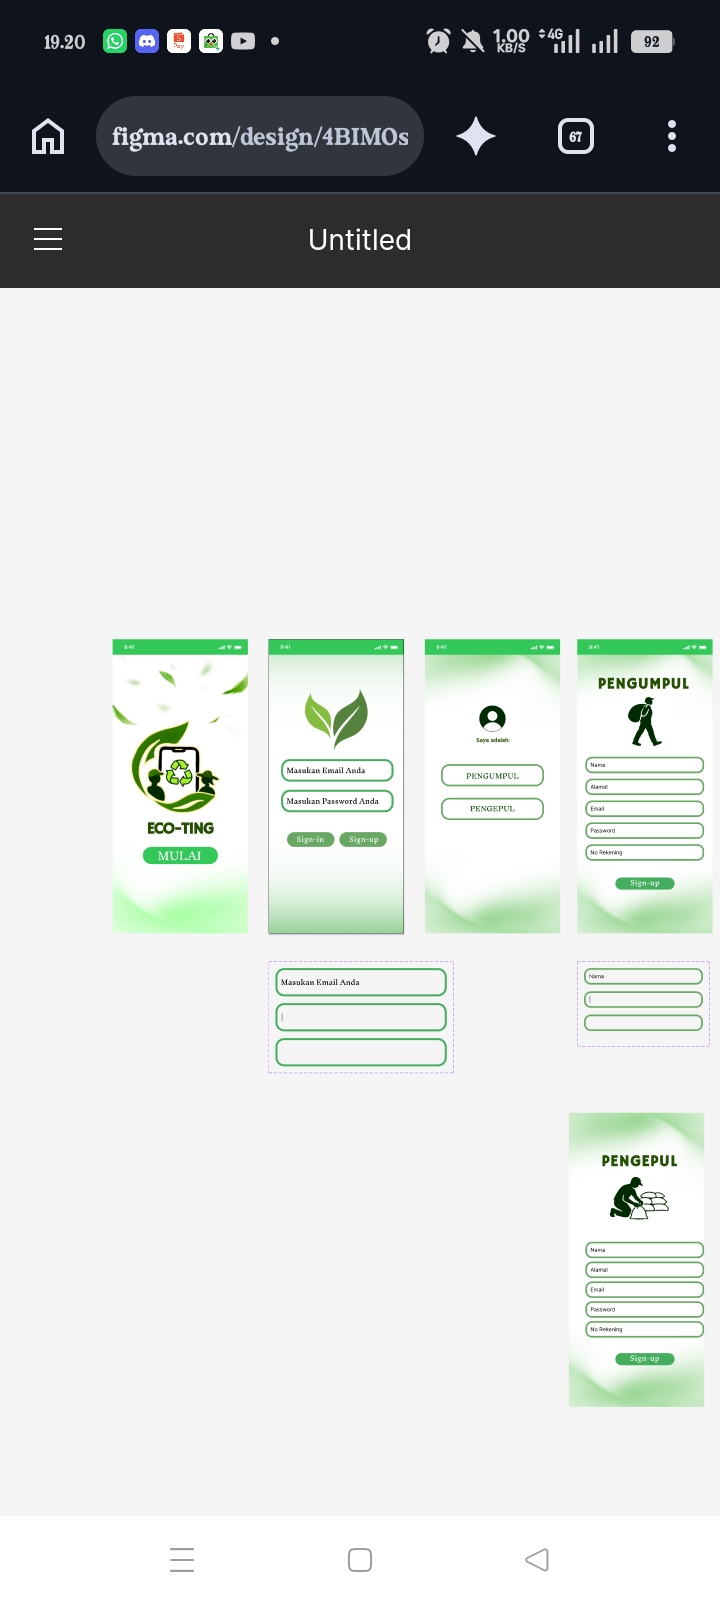 19.20
1.00
KB/S
4G
92
figma.com/design/4BIMOs
67
Untitled
9:41
ECO-TING
MULAI
9:41
Masukan Email Anda
Masukan Password Anda
Sign-in
Sign-up
9:41
Saya adalah:
PENGUMPUL
PENGEPUL
9:41
PENGUMPUL
Nama
Alamat
Email
Password
No Rekening
Sign-up
Masukan Email Anda
Nama
PENGEPUL
Nama
Alamat
Email
Password
No Rekening
Sign-up